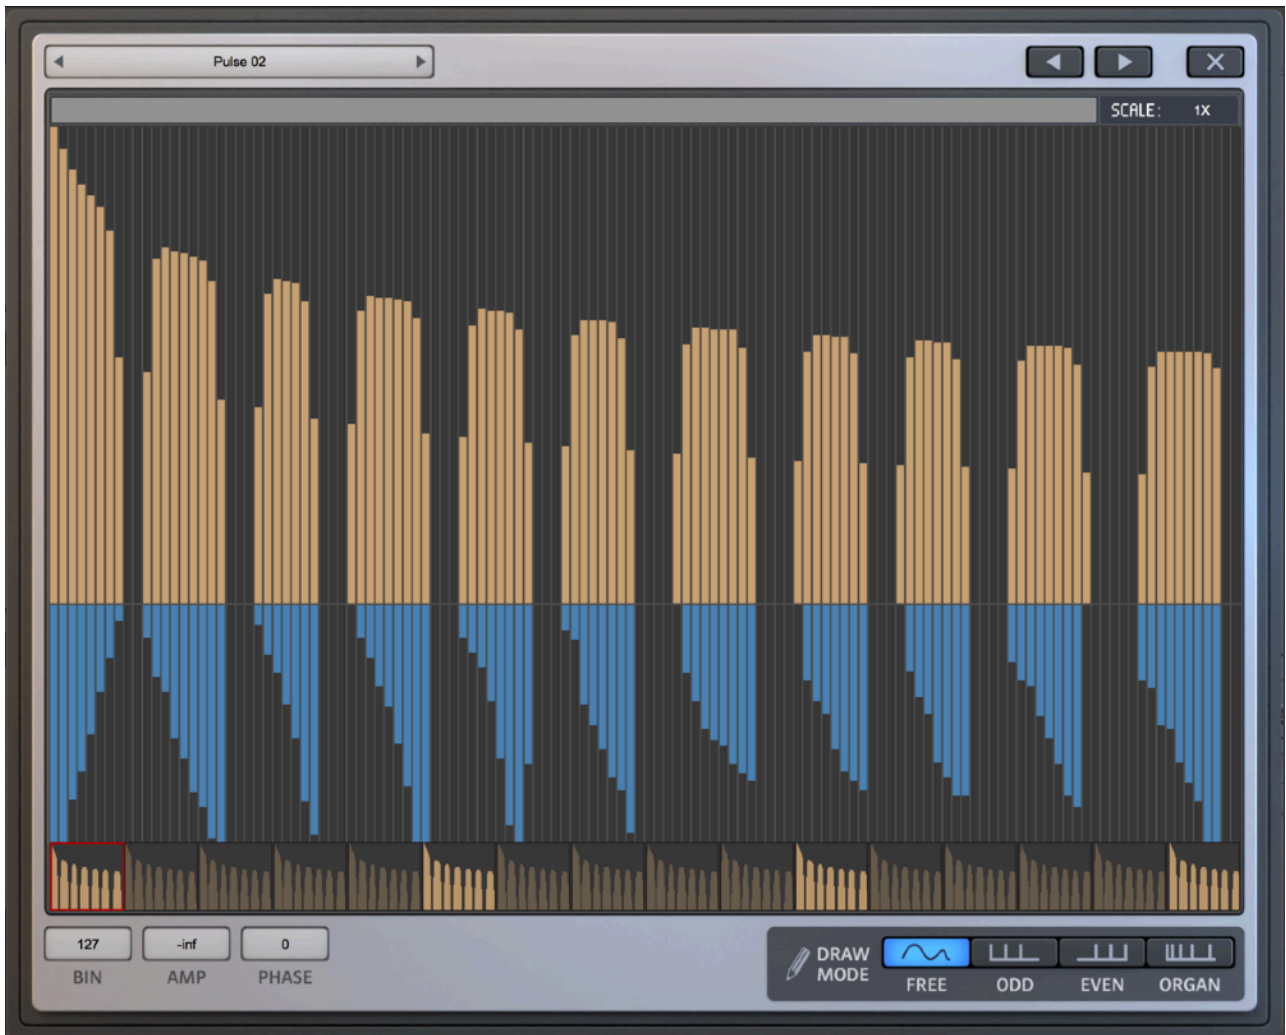 Pulse 02
SCALE: 1X
127
-inf
0
BIN
AMP
PHASE
DRAW
MODE
FREE
ODD
EVEN
ORGAN